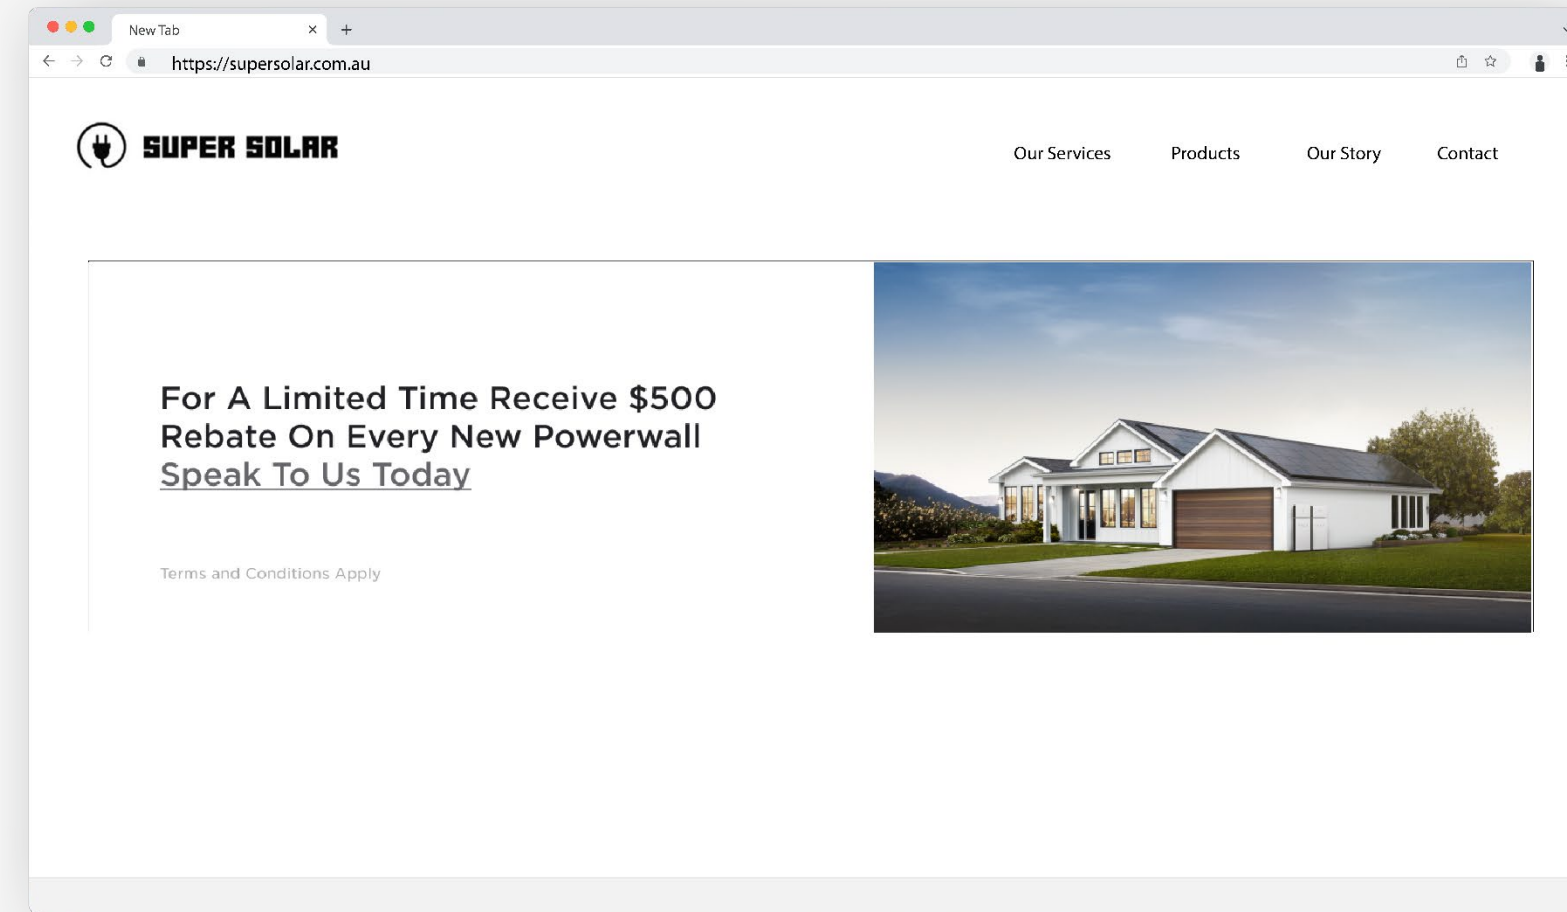 New Tab
https://supersolar.com.au
SUPER SOLAR
Our Services Products Our Story Contact
For A Limited Time Receive $500
Rebate On Every New Powerwall
Speak To Us Today
Terms and Conditions Apply